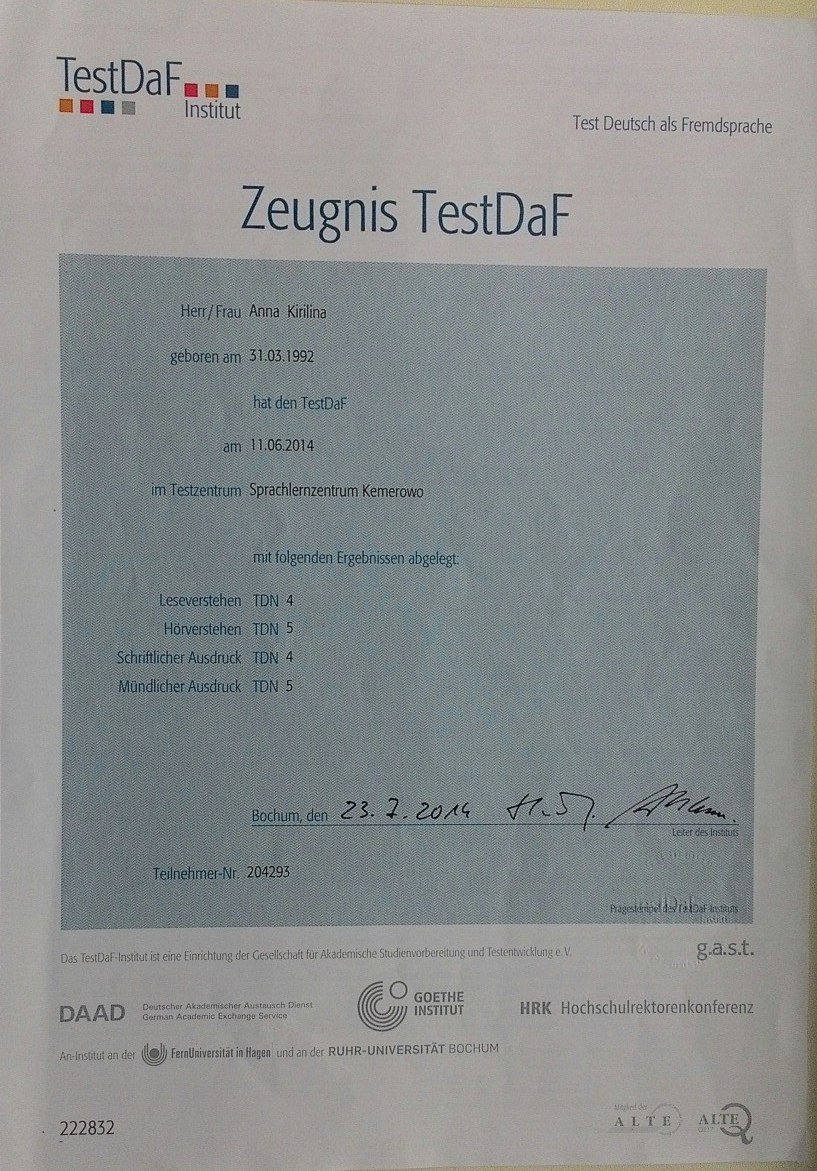 TestDaF
Institut
Test Deutsch als Fremdsprache
Zeugnis TestDaF
Herr/Frau Anna Kirilina
geboren am 31.03.1992
hat den TestDaF
am 11.06.2014
im Testzentrum Sprachlernzentrum Kemerowo
mit folgenden Ergebnissen abgelegt:
Leseverstehen TDN 4
Hörverstehen TDN 5
Schriftlicher Ausdruck TDN 4
Mündlicher Ausdruck TDN 5
Bochum, den 23.7.2014
Leiter des Instituts
Teilnehmer-Nr. 204293
Prägestempel des TestDaF-Instituts
Das TestDaF-Institut ist eine Einrichtung der Gesellschaft für Akademische Studienvorbereitung und Testentwicklung e. V.
g.a.s.t.
DAAD Deutscher Akademischer Austausch Dienst
German Academic Exchange Service
GOETHE
INSTITUT
HRK Hochschulrektorenkonferenz
An-Institut an der FernUniversität in Hagen und an der RUHR-UNIVERSITÄT BOCHUM
Mitglied der
ALTE
ALTE
222832